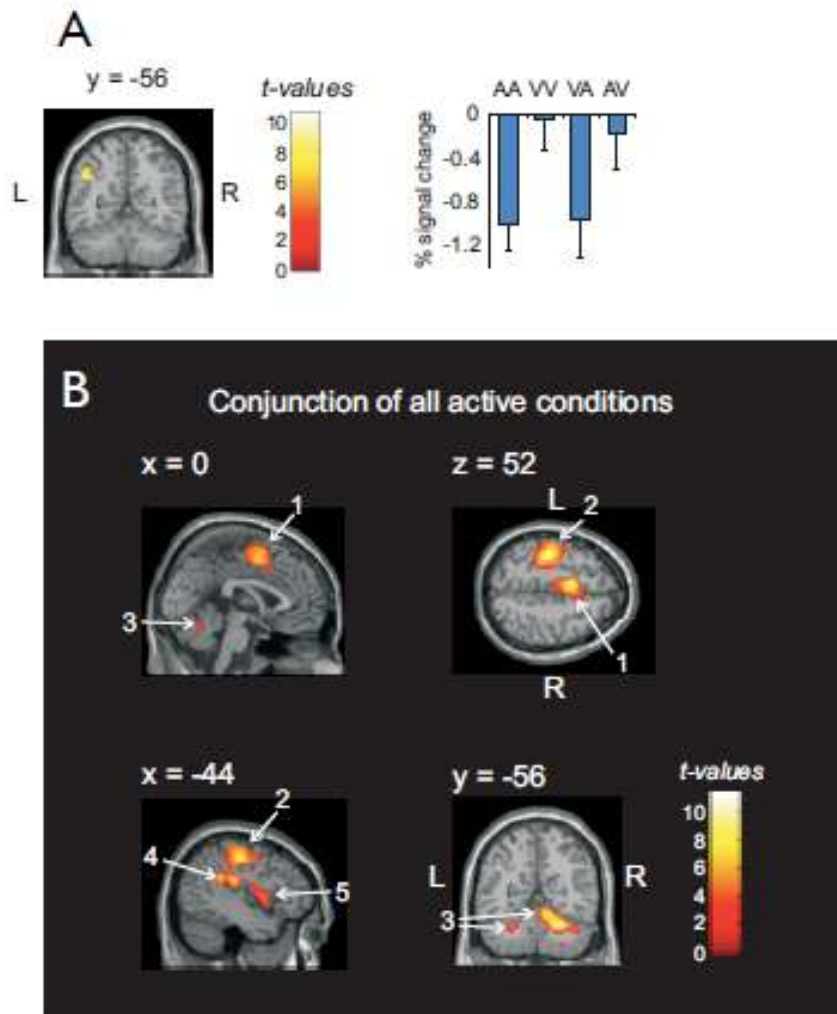 A
y = -56
t-values
AA VV VA AV
L
R
10
8
6
4
2
0
% signal change
0
-0.4
-0.8
-1.2
B
Conjunction of all active conditions
x = 0
z = 52
1
3
L
2
1
R
x = -44
y = -56
t-values
2
4
5
L
R
3
10
8
6
4
2
0